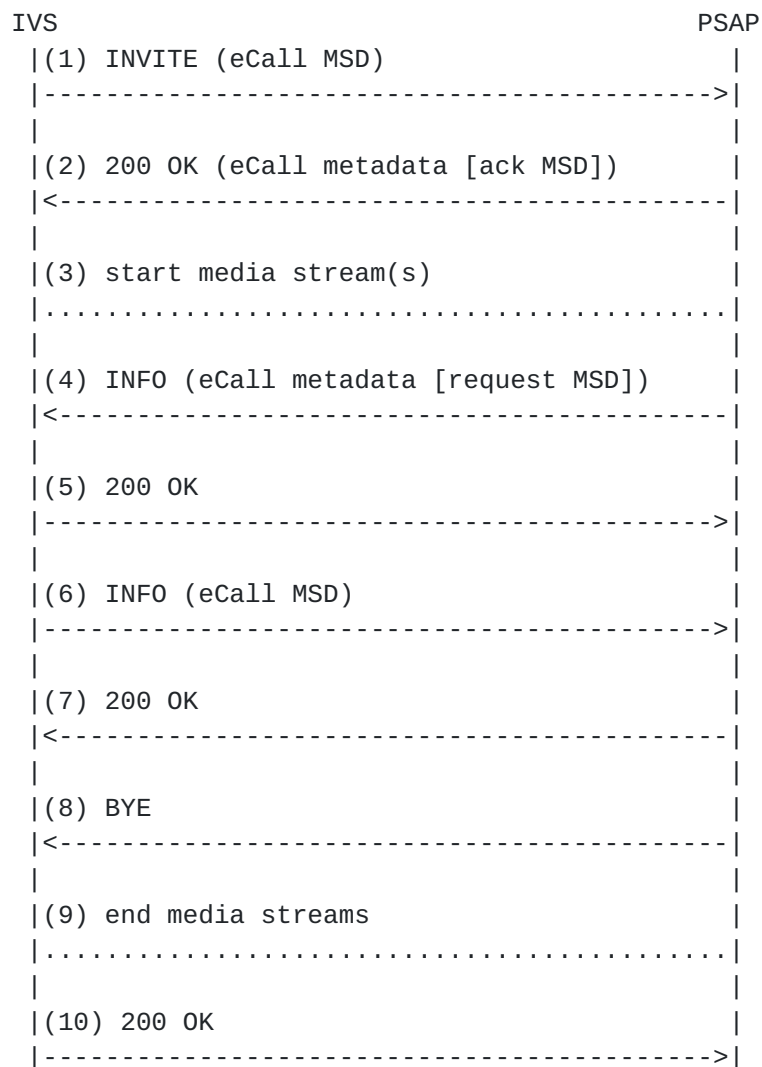 IVS PSAP
|(1) INVITE (eCall MSD) |
|------------------------------------------->|
| |
|(2) 200 OK (eCall metadata [ack MSD]) |
|<-------------------------------------------|
| |
|(3) start media stream(s) |
|............................................|
| |
|(4) INFO (eCall metadata [request MSD]) |
|<-------------------------------------------|
| |
|(5) 200 OK |
|------------------------------------------->|
| |
|(6) INFO (eCall MSD) |
|------------------------------------------->|
| |
|(7) 200 OK |
|<-------------------------------------------|
| |
|(8) BYE |
|<-------------------------------------------|
| |
|(9) end media streams |
|............................................|
| |
|(10) 200 OK |
|------------------------------------------->|